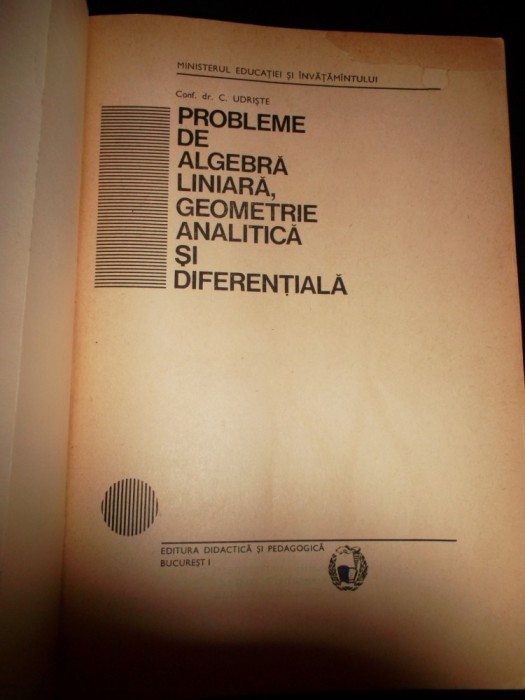 MINISTERUL EDUCAȚIEI ȘI ÎNVĂȚĂMÎNTULUI
Conf. dr. C. UDRIȘTE
PROBLEME
DE
ALGEBRĂ
LINIARĂ,
GEOMETRIE
ANALITICĂ
ȘI
DIFERENȚIALĂ
EDITURA DIDACTICĂ ȘI PEDAGOGICĂ
BUCUREȘTI